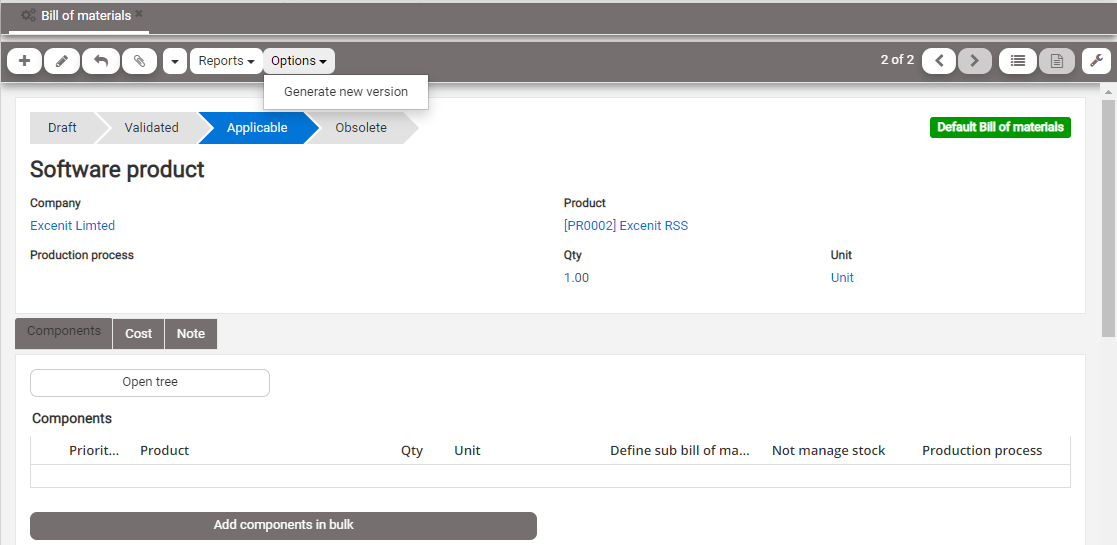 Bill of materials
Reports Options 2 of 2
Generate new version
Draft Validated Applicable Obsolete Default Bill of materials
Software product
Company Product
Excenit Limted [PR0002] Excenit RSS
Production process Qty Unit
1.00 Unit
Components Cost Note
Open tree
Components
Priorit... Product Qty Unit Define sub bill of ma... Not manage stock Production process
Add components in bulk